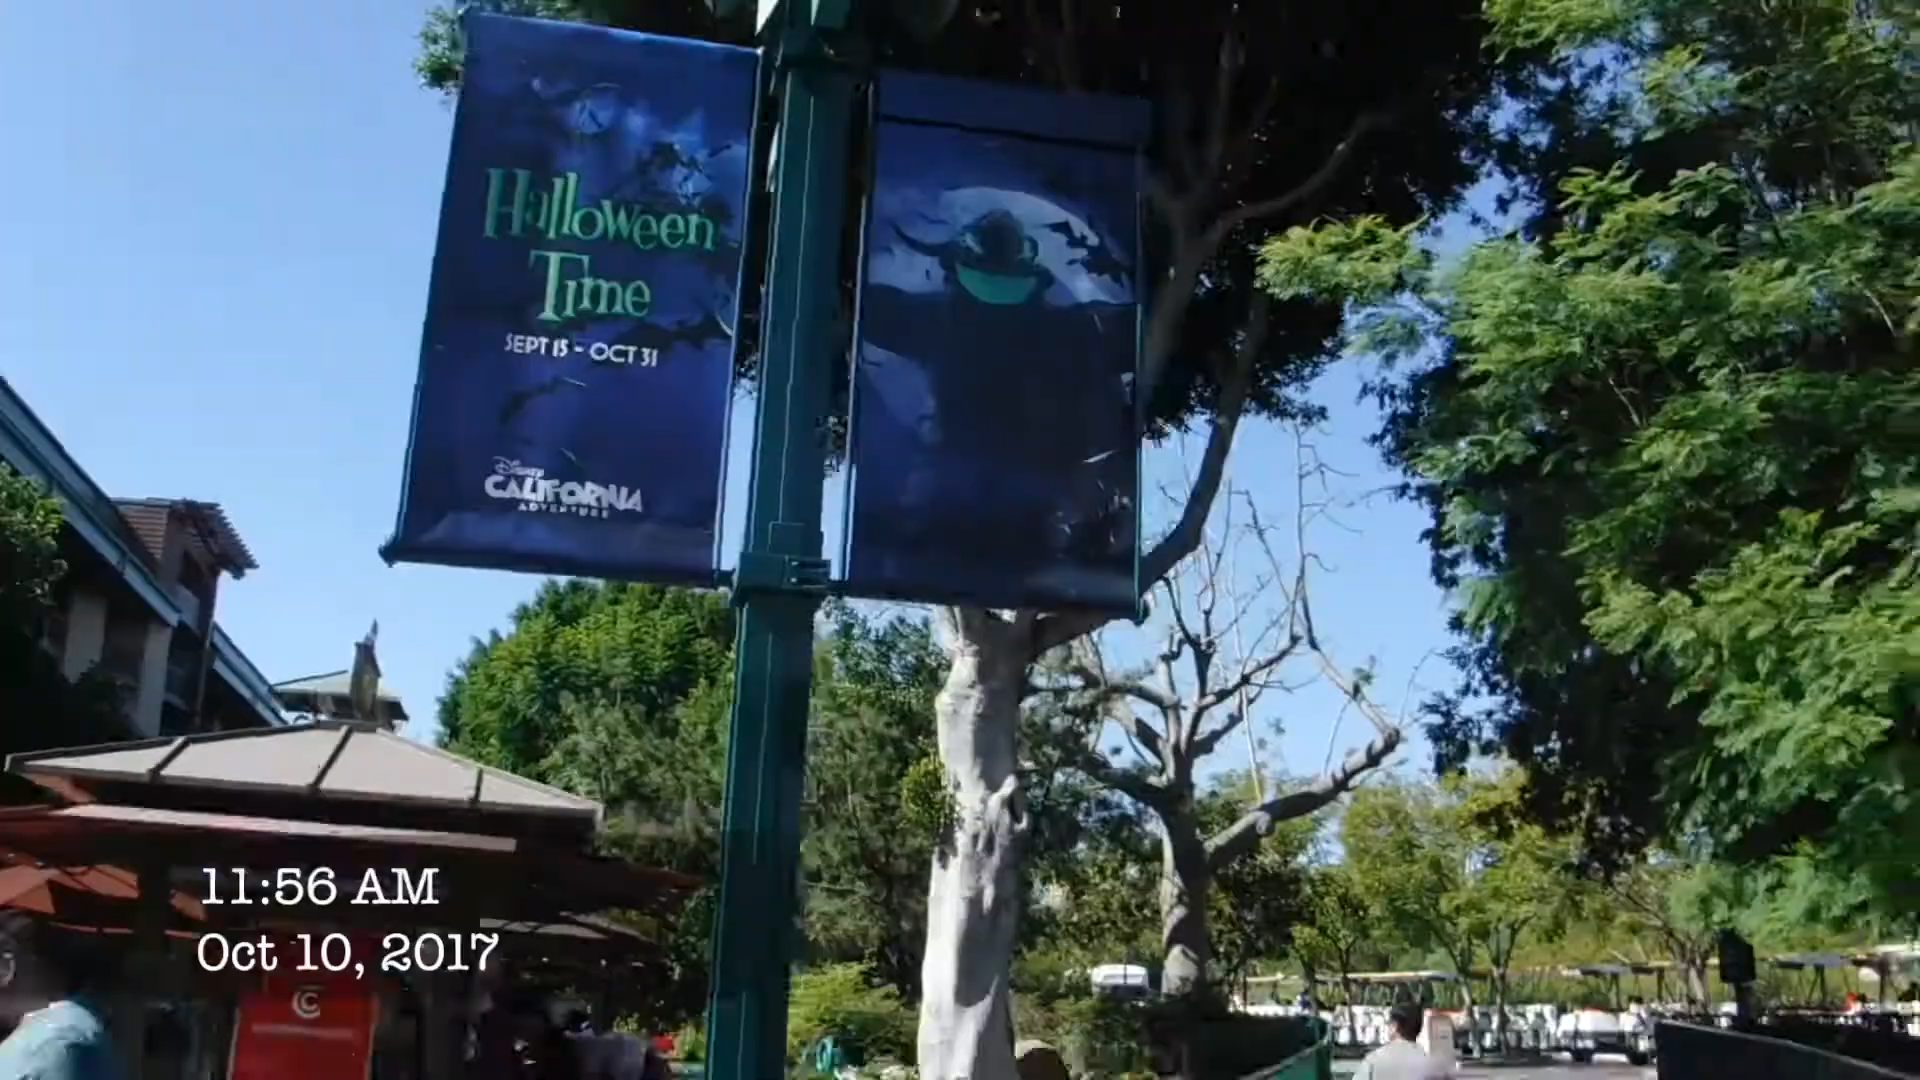 Halloween
Time
SEPT 15 - OCT 31
Disney
CALIFORNIA
ADVENTURE
11:56 AM
Oct 10, 2017